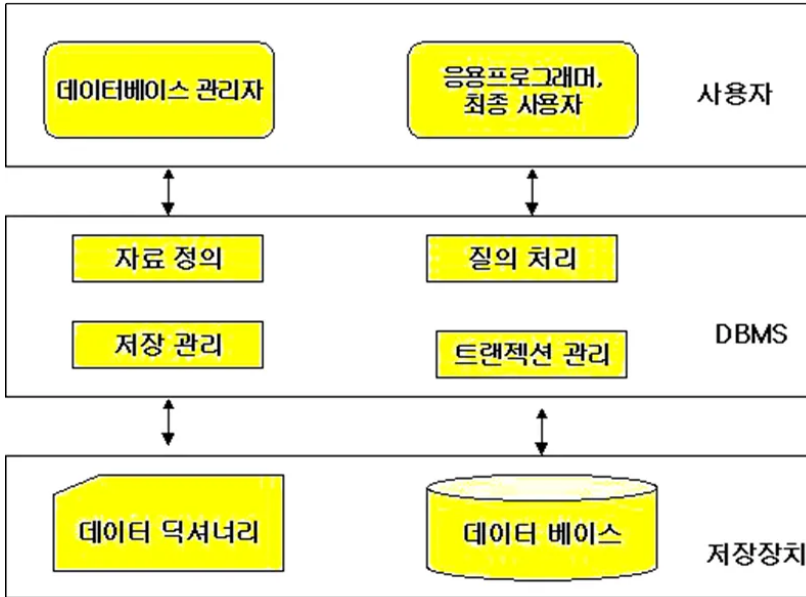 데이터베이스 관리자
응용프로그래머,
최종 사용자
사용자
자료 정의
질의 처리
저장 관리
트랜젝션 관리
DBMS
데이터 딕셔너리
데이터 베이스
저장장치